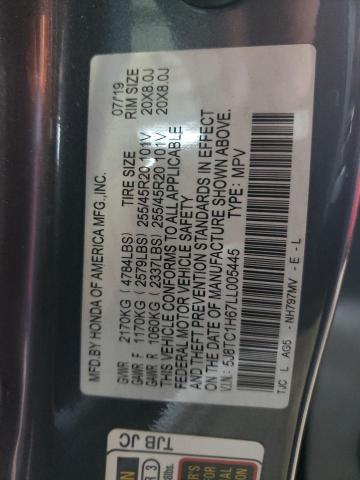 MFD.BY HONDA OF AMERICA MFG.,INC. 07/19
TIRE SIZE RIM SIZE
GVWR 2170KG (4784LBS)
GAWR F 1170KG (2579LBS) 255/45R20 101V 20X8.0J
GAWR R 1060KG (2337LBS) 255/45R20 101V 20X8.0J
THIS VEHICLE CONFORMS TO ALL APPLICABLE
FEDERAL MOTOR VEHICLE SAFETY
PREVENTION STANDARDS IN EFFECT
ON THE DATE OF MANUFACTURE SHOWN ABOVE.
V.I.N.: 5J8TC1H67LL005445 TYPE: MPV
TJC L AG5 - NH797MV - E - L
TJB JC